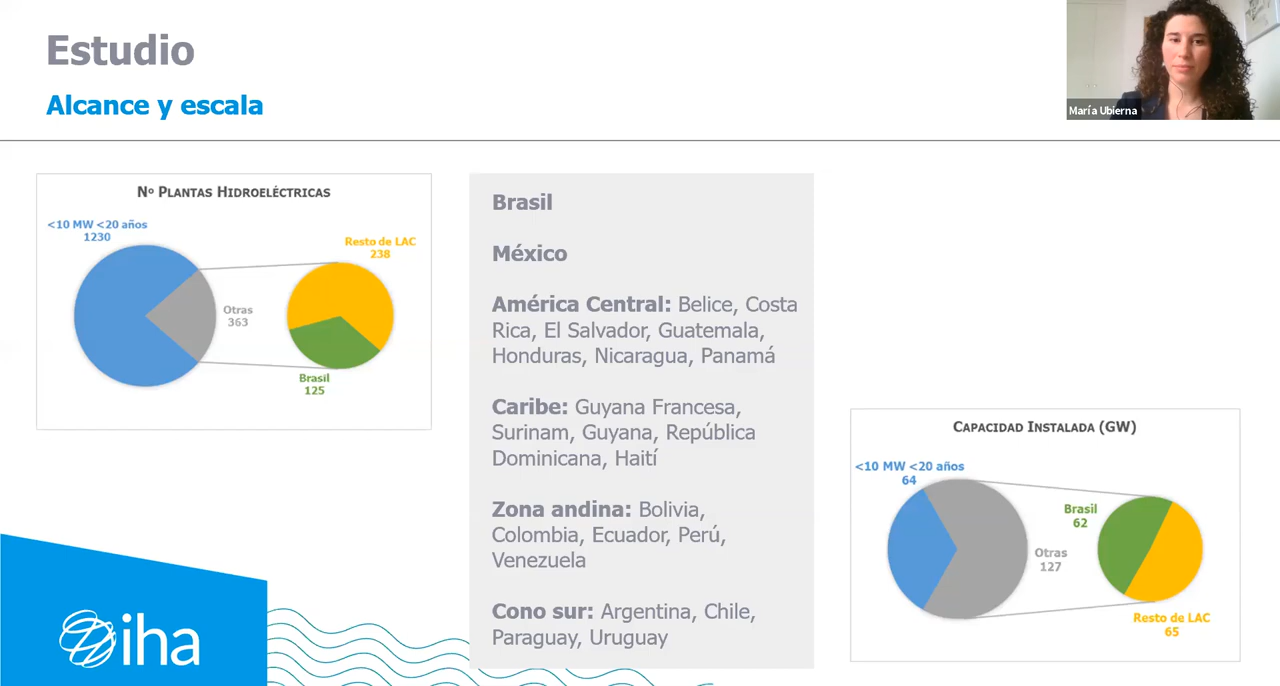 Estudio
Alcance y escala
María Ubierna
Nº PLANTAS HIDROELÉCTRICAS
<10 MW <20 años
1230
Resto de LAC
238
Otras
363
Brasil
125
Brasil
México
América Central: Belice, Costa
Rica, El Salvador, Guatemala,
Honduras, Nicaragua, Panamá
Caribe: Guyana Francesa,
Surinam, Guyana, República
Dominicana, Haití
Zona andina: Bolivia,
Colombia, Ecuador, Perú,
Venezuela
Cono sur: Argentina, Chile,
Paraguay, Uruguay
CAPACIDAD INSTALADA (GW)
<10 MW <20 años
64
Brasil
62
Otras
127
Resto de LAC
65
iha